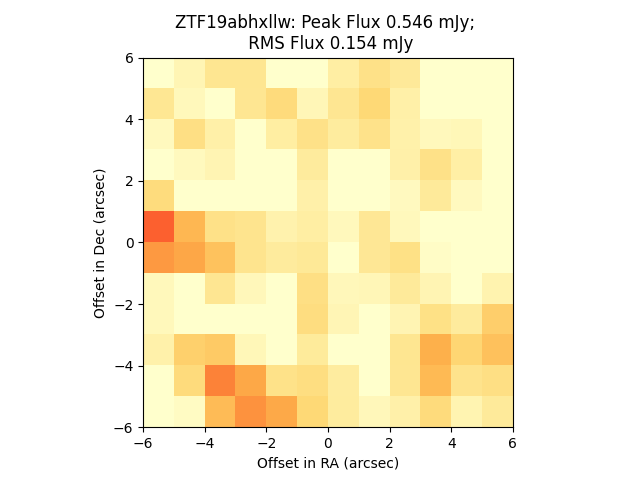 ZTF19abhxllw: Peak Flux 0.546 mJy;
RMS Flux 0.154 mJy
6
4
2
0
−2
−4
−6
Offset in Dec (arcsec)
−6 −4 −2 0 2 4 6
Offset in RA (arcsec)